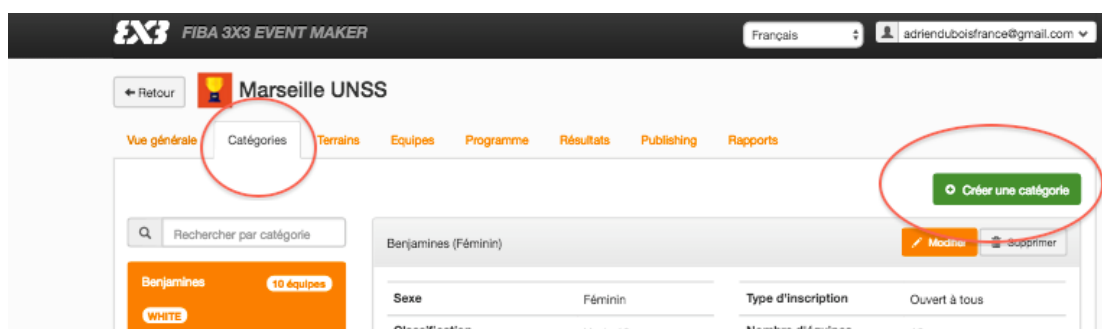 3X3 FIBA 3X3 EVENT MAKER Français adrienduboisfrance@gmail.com
Retour Marseille UNSS
Vue générale Catégories Terrains Equipes Programme Résultats Publishing Rapports
Créer une catégorie
Rechercher par catégorie Benjamines (Féminin) Modifier Supprimer
Benjamines 10 équipes
Sexe Féminin Type d'inscription Ouvert à tous
WHITE